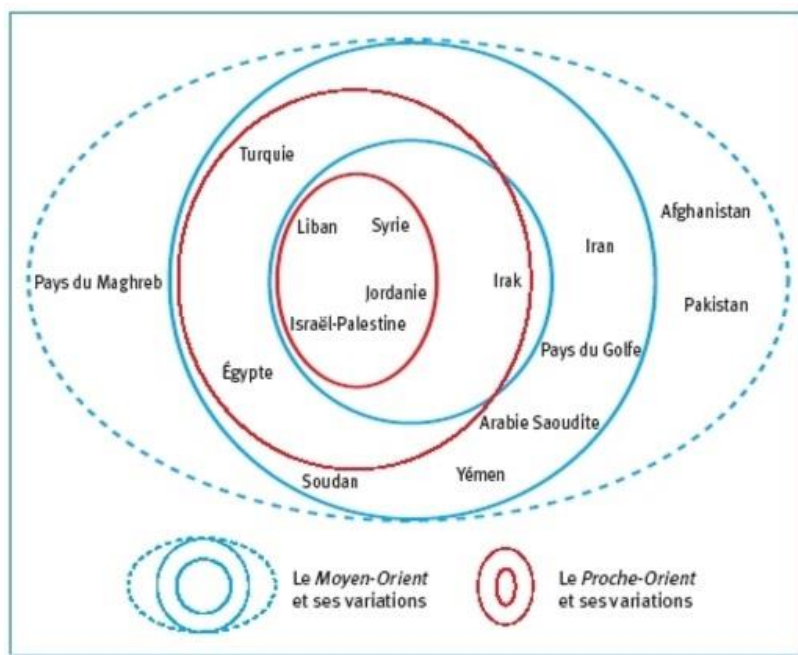 Turquie
Liban
Syrie
Afghanistan
Iran
Pays du Maghreb
Jordanie
Irak
Pakistan
Israël-Palestine
Pays du Golfe
Égypte
Arabie Saoudite
Soudan
Yémen
Le Moyen-Orient
et ses variations
Le Proche-Orient
et ses variations